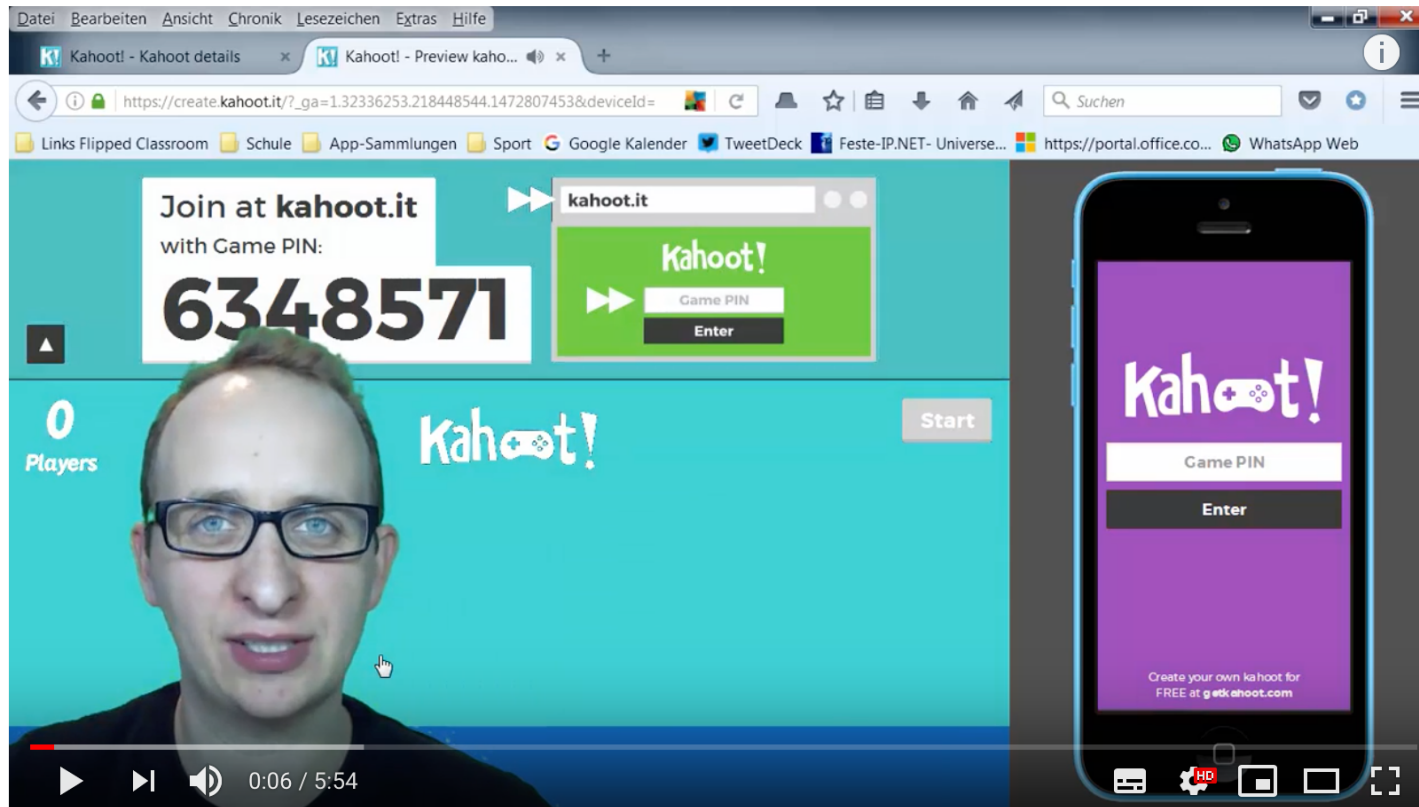 Datei Bearbeiten Ansicht Chronik Lesezeichen Extras Hilfe
Kahoot! - Kahoot details
Kahoot! - Preview kaho...
https://create.kahoot.it/?_ga=1.32336253.218448544.1472807453&deviceId=
Suchen
Links Flipped Classroom Schule App-Sammlungen Sport Google Kalender TweetDeck Feste-IP.NET- Universe... https://portal.office.co... WhatsApp Web
Join at kahoot.it
with Game PIN:
6348571
kahoot.it
Kahoot!
Game PIN
Enter
0
Players
Kahoot!
Start
Kahoot!
Game PIN
Enter
Create your own kahoot for
FREE at getkahoot.com
0:06 / 5:54
HD